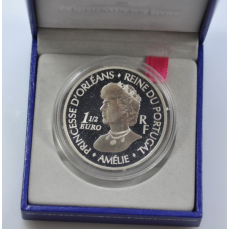 PRINCESSE D'ORLÉANS · REINE DU PORTUGAL
1 1/2
EURO
RF
· AMÉLIE ·